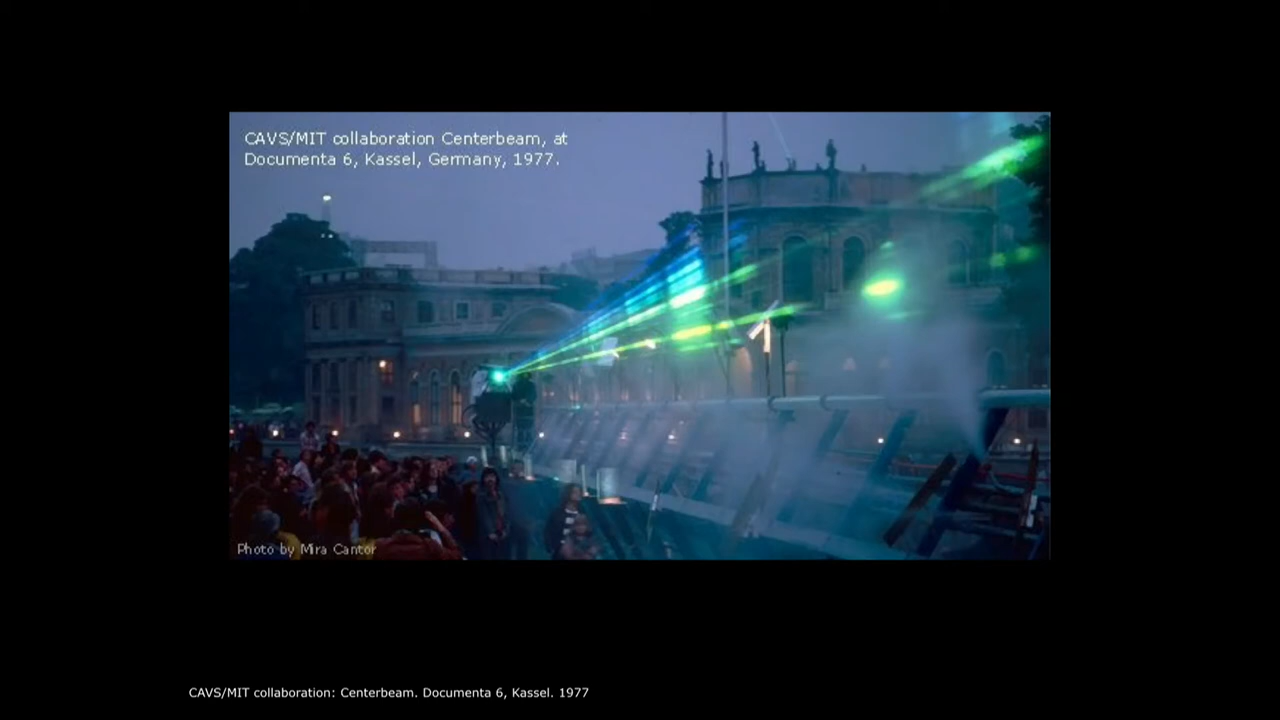 CAVS/MIT collaboration Centerbeam, at
Documenta 6, Kassel, Germany, 1977.
Photo by Mira Cantor
CAVS/MIT collaboration: Centerbeam. Documenta 6, Kassel. 1977